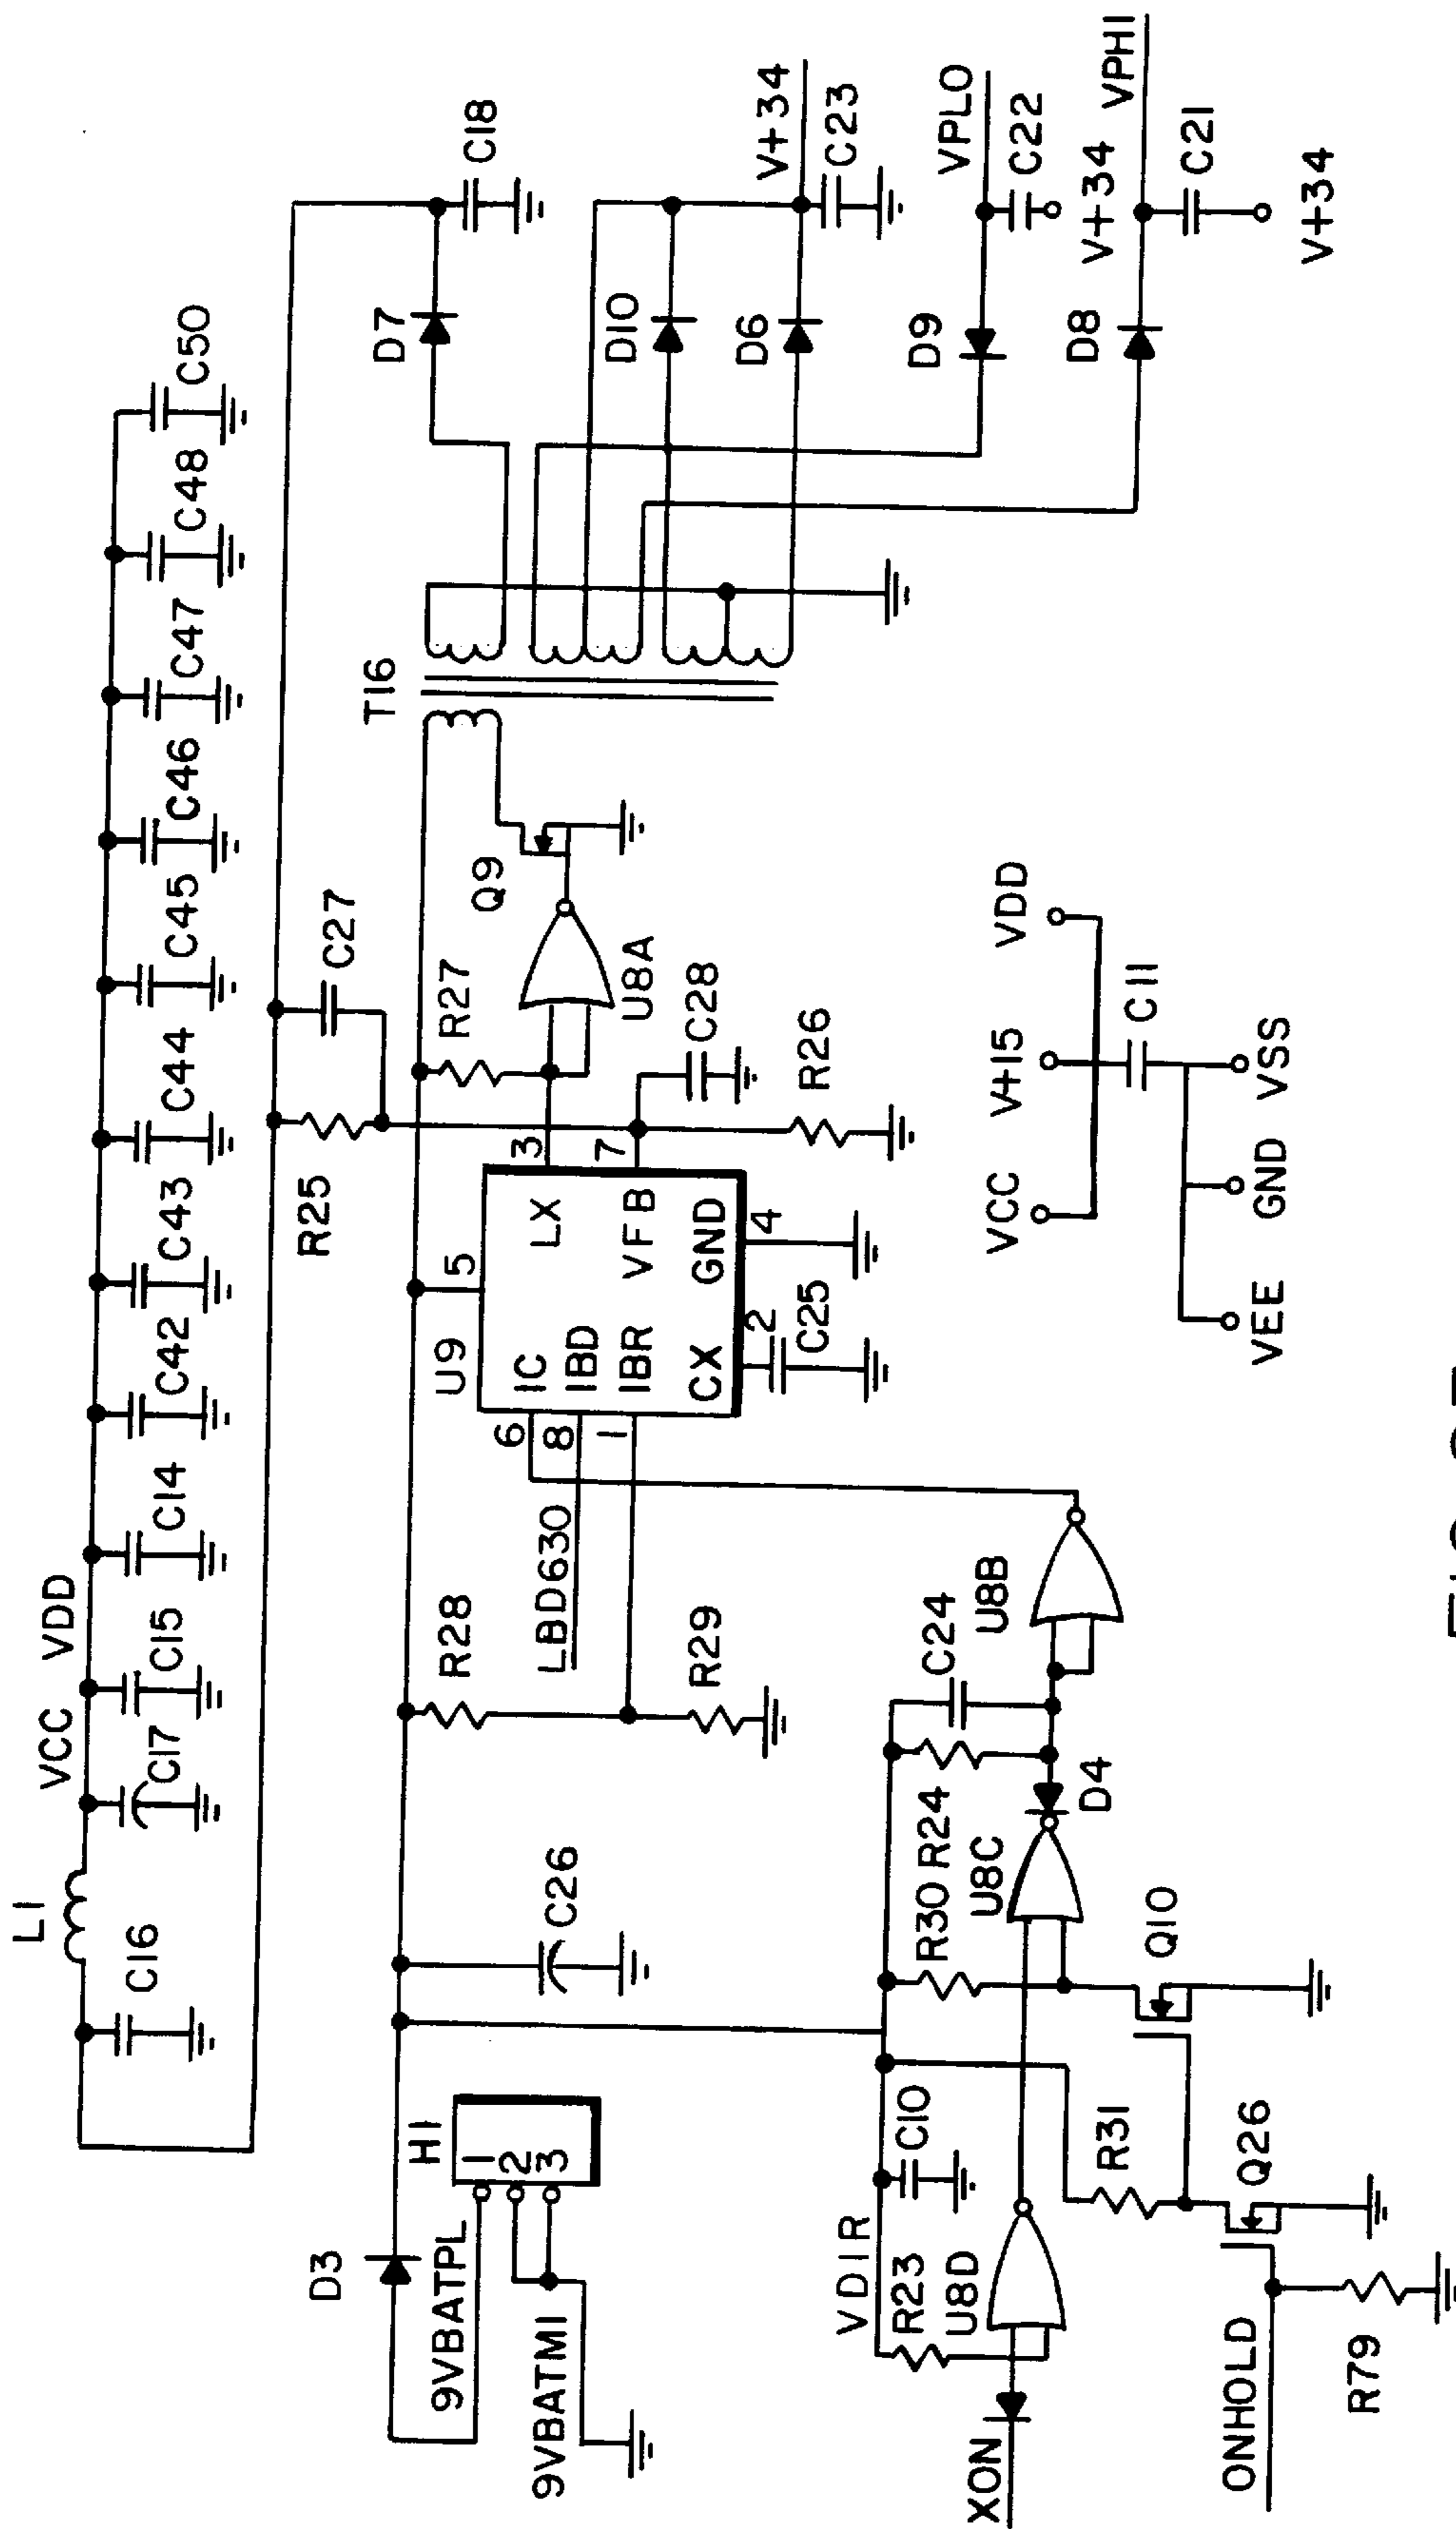 L1
VCC VDD
C16
C17
C15
C14
C42
C43
C44
C45
C46
C47
C48
C50
R25
C27
T16
D7
C18
D3
H1
1
2
3
9VBATPL
9VBATM1
C26
R28
LBD630
R29
U9
5
6
8
1
IC
IBD
IBR
CX
LX
VFB
GND
3
7
2
4
C25
R27
U8A
C28
R26
Q9
D10
D6
V+34
C23
D9
VPLO
C22
V+34
D8
VPHI
C21
V+34
VDIR
C10
R23
U8D
XON
R31
R30
R24
C24
U8C
D4
U8B
Q10
Q26
ONHOLD
R79
VCC
V+15
VDD
C11
VEE
GND
VSS